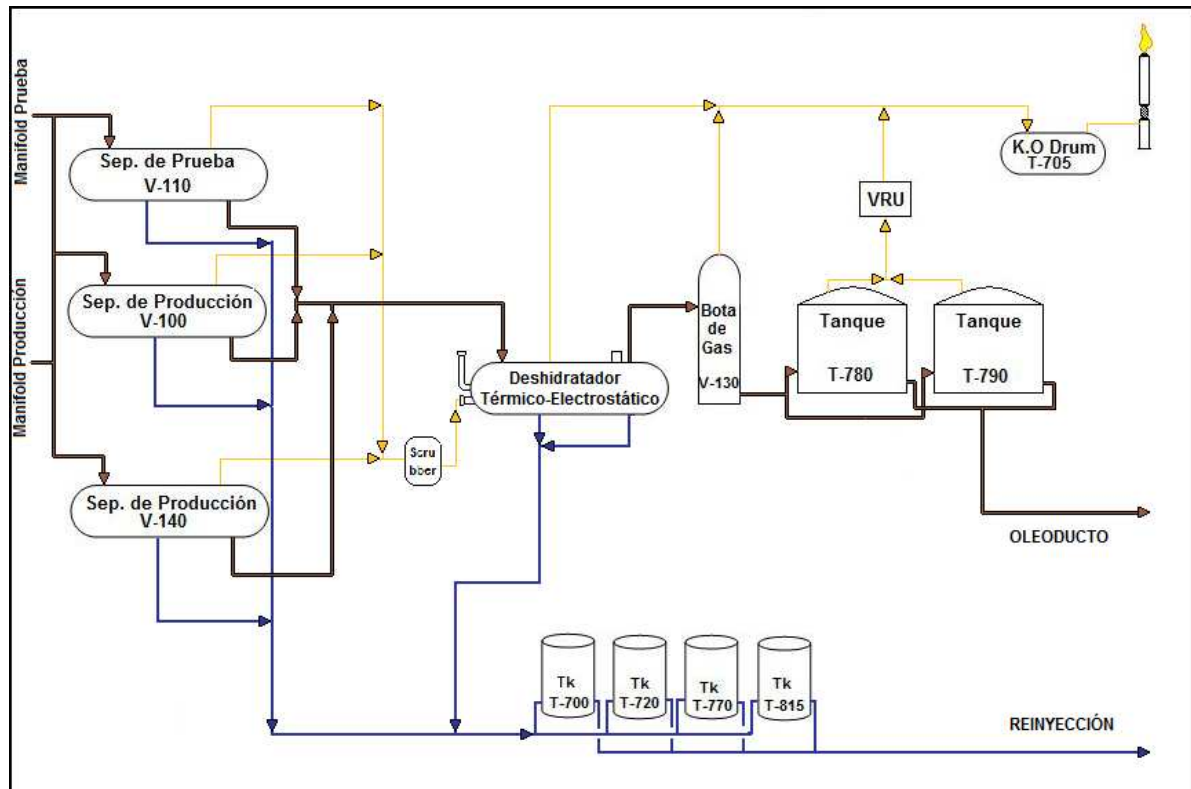 Manifold Prueba
Manifold Producción
Sep. de Prueba
V-110
Sep. de Producción
V-100
Sep. de Producción
V-140
Scru
bber
Deshidratador
Térmico-Electrostático
Bota
de
Gas
V-130
VRU
Tanque
T-780
Tanque
T-790
K.O Drum
T-705
OLEODUCTO
Tk
T-700
Tk
T-720
Tk
T-770
Tk
T-815
REINYECCIÓN